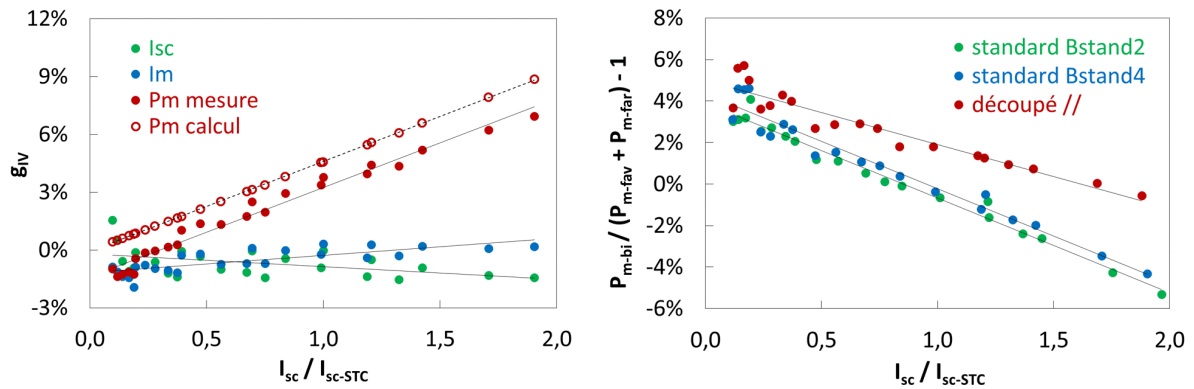 12%
9%
6%
3%
0%
-3%
g_IV
Isc
Im
Pm mesure
Pm calcul
0,0
0,5
1,0
1,5
2,0
I_sc / I_sc-STC
8%
6%
4%
2%
0%
-2%
-4%
-6%
P_m-bi / (P_m-fav + P_m-far) - 1
standard Bstand2
standard Bstand4
découpé //
0,0
0,5
1,0
1,5
2,0
I_sc / I_sc-STC